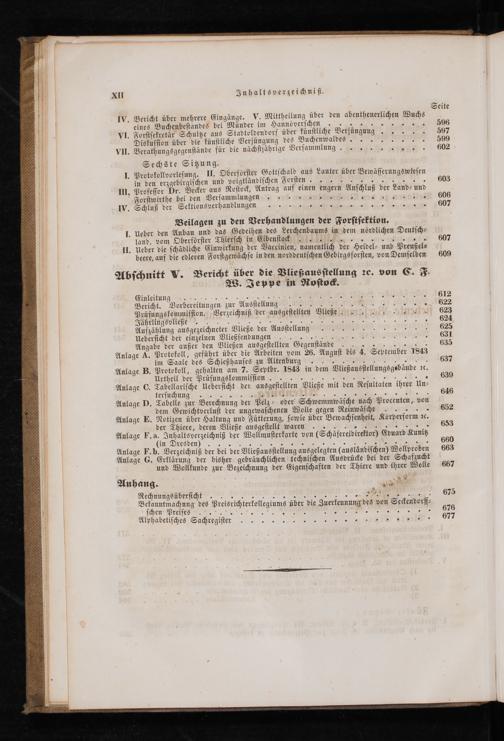 XII Inhaltsverzeichniß.
Seite
IV. Bericht über mehrere Eingänge. V. Mittheilung über den abentheuerlichen Wuchs
eines Buchenbestandes bei Münder im Hannöverschen . . . . . . . 596
VI. Forstsekretär Schultze aus Stadtoldendorf über künstliche Verjüngung . . . . 597
Diskussion über die künstliche Verjüngung des Buchenwaldes . . . . . . 599
VII. Berathungsgegenstände für die nächstjährige Versammlung . . . . . . . 602
Sechste Sitzung.
I. Protokollvorlesung. II. Oberförster Gottschald aus Lauter über Bewässerungswiesen
in den erzgebirgischen und voigtländischen Forsten . . . . . . . . . 603
III. Professor Dr. Becker aus Rostock, Antrag auf einen engern Anschluß der Land- und
Forstwirthe bei den Versammlungen . . . . . . . . . . . 606
IV. Schluß der Sektionsverhandlungen . . . . . . . . . . . 607
Beilagen zu den Verhandlungen der Forstsektion.
I. Ueber den Anbau und das Gedeihen des Lerchenbaums in dem nördlichen Deutsch-
land, vom Oberförster Thiersch in Eibenstock . . . . . . . . . 607
II. Ueber die schädliche Einwirkung der Vaccinien, namentlich der Heidel- und Preußels-
beere, auf die edleren Forstgewächse in den norddeutschen Gebirgsforsten, von Demselben 609
Abschnitt V. Bericht über die Vließausstellung ꝛc. von C. F.
W. Jeppe in Rostock.
Einleitung . . . . . . . . . . . . . . . . 612
Bericht. Vorbereitungen zur Ausstellung . . . . . . . . . . 622
Prüfungskommission. Verzeichniß der ausgestellten Vließe . . . . . . 623
Jährlingsvließe . . . . . . . . . . . . . . . 624
Aufzählung ausgezeichneter Vließe der Ausstellung . . . . . . . . 625
Uebersicht der einzelnen Vließsendungen . . . . . . . . . . 631
Angabe der außer den Vließen ausgestellten Gegenstände . . . . . . 635
Anlage A. Protokoll, geführt über die Arbeiten vom 26. August bis 4. September 1843
im Saale des Schießhauses zu Altenburg . . . . . . . . . 637
Anlage B. Protokoll, gehalten am 7. Septbr. 1843 in dem Vließausstellungsgebäude ꝛc.
Urtheil der Prüfungskommission . . . . . . . . . . . 639
Anlage C. Tabellarische Uebersicht der ausgestellten Vließe mit den Resultaten ihrer Un-
tersuchung . . . . . . . . . . . . . . . 646
Anlage D. Tabelle zur Berechnung der Pelz- oder Schwemmwäsche nach Procenten, von
dem Gewichtverlust der ungewaschenen Wolle gegen Reinwäsche . . . . 652
Anlage E. Notizen über Haltung und Fütterung, sowie über Bewachsenheit, Körperform ꝛc.
der Thiere, deren Vließe ausgestellt waren . . . . . . . . 653
Anlage F. a. Inhaltsverzeichniß der Wollmusterkarte von (Schäfereidirektor) Eduard Kunitz
(in Dresden) . . . . . . . . . . . . . . 660
Anlage F. b. Verzeichniß der bei der Vließausstellung ausgelegten (ausländischen) Wollproben 663
Anlage G. Erklärung der bisher gebräuchlichen technischen Ausdrücke bei der Schafzucht
und Wollkunde zur Bezeichnung der Eigenschaften der Thiere und ihrer Wolle 667
Anhang.
Rechnungsübersicht . . . . . . . . . . . . . . 675
Bekanntmachung des Preisrichterkollegiums über die Zuerkennung des von Seckendorff-
schen Preises . . . . . . . . . . . . . . . 676
Alphabetisches Sachregister . . . . . . . . . . . . 677